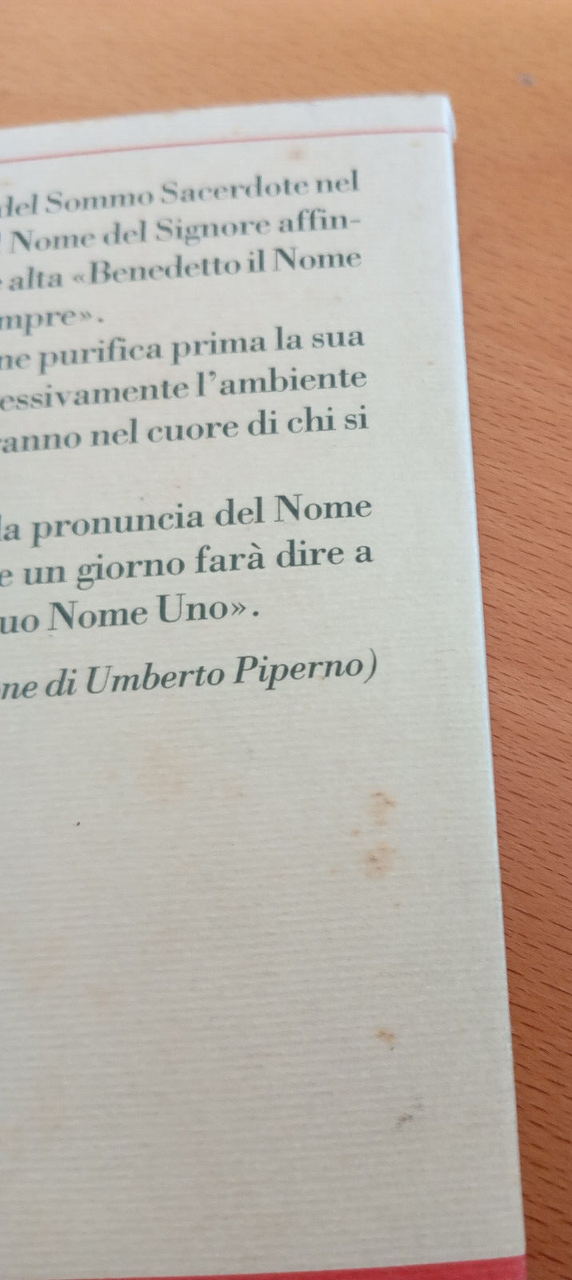 del Sommo Sacerdote nel
Nome del Signore affin-
alta «Benedetto il Nome
mpre».
ne purifica prima la sua
essivamente l'ambiente
ranno nel cuore di chi si
la pronuncia del Nome
e un giorno farà dire a
uo Nome Uno».
ne di Umberto Piperno)